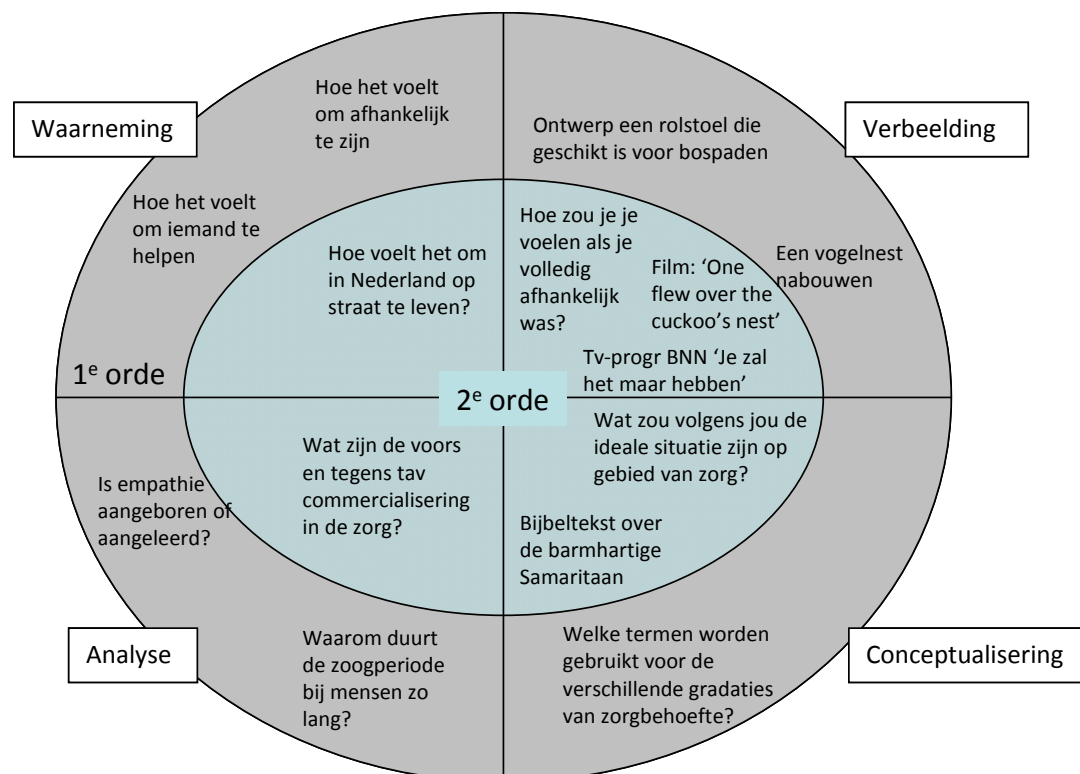 Waarneming
Hoe het voelt
om afhankelijk
te zijn
Hoe het voelt
om iemand te
helpen
Hoe voelt het om
in Nederland op
straat te leven?
Verbeelding
Ontwerp een rolstoel die
geschikt is voor bospaden
Hoe zou je je
voelen als je
volledig
afhankelijk
was?
Film: ‘One
flew over the
cuckoo’s nest’
Een vogelnest
nabouwen
Tv-progr BNN ‘Je zal
het maar hebben’
1e orde
2e orde
Is empathie
aangeboren of
aangeleerd?
Wat zijn de voors
en tegens tav
commercialisering
in de zorg?
Wat zou volgens jou de
ideale situatie zijn op
gebied van zorg?
Bijbeltekst over
de barmhartige
Samaritaan
Analyse
Waarom duurt
de zoogperiode
bij mensen zo
lang?
Welke termen worden
gebruikt voor de
verschillende gradaties
van zorgbehoefte?
Conceptualisering